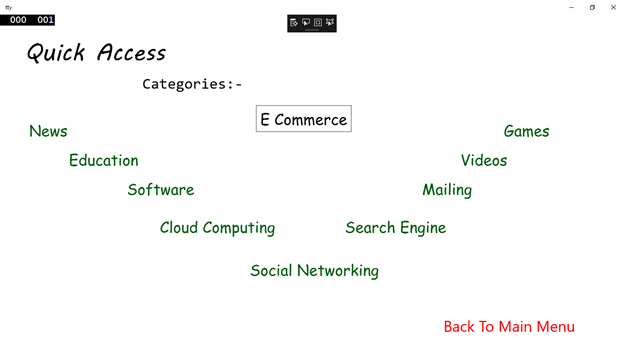 tty
000 001
Quick Access
Categories:-
E Commerce
News
Games
Education
Videos
Software
Mailing
Cloud Computing
Search Engine
Social Networking
Back To Main Menu